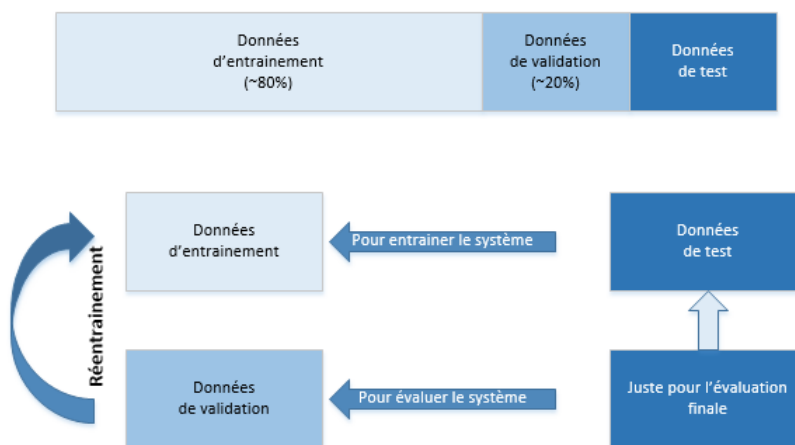 Données
d'entrainement
(~80%)
Données
de validation
(~20%)
Données
de test
Données
d'entrainement
Pour entrainer le système
Données
de test
Réentrainement
Données
de validation
Pour évaluer le système
Juste pour l'évaluation
finale